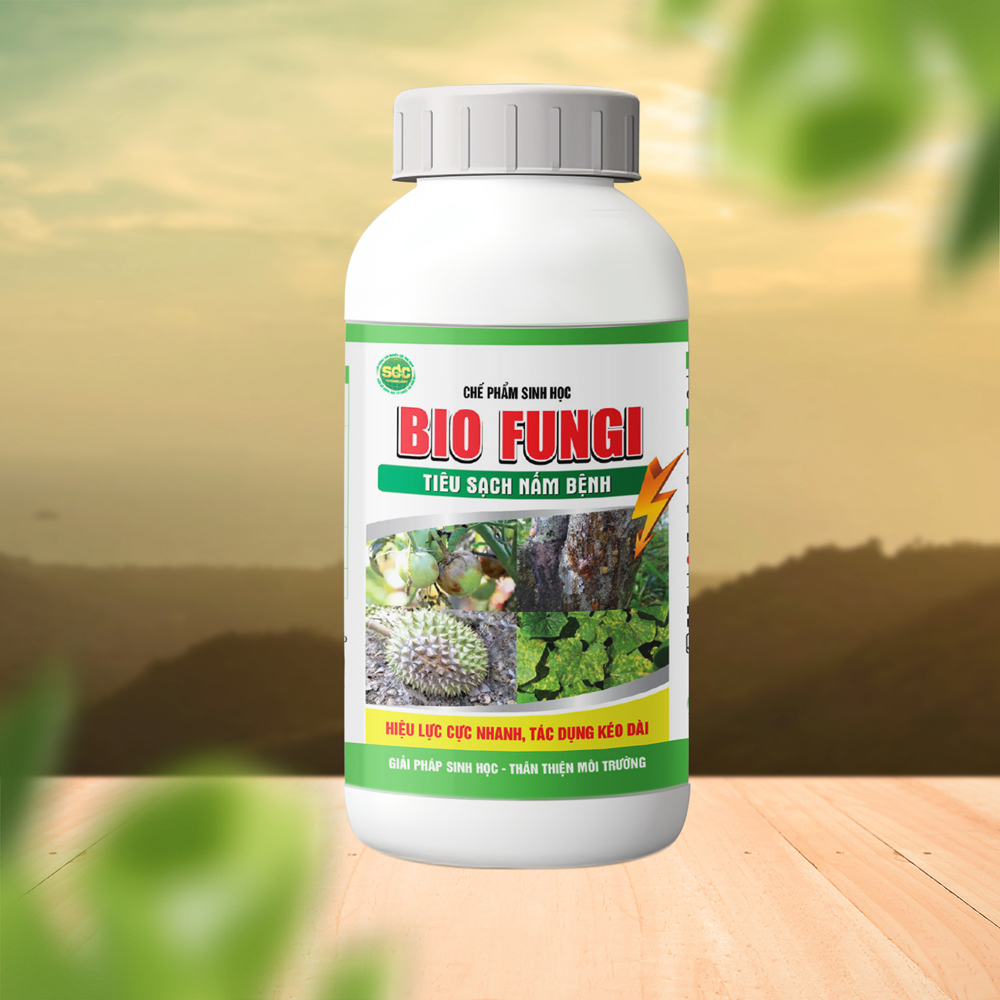 SGC
CHẾ PHẨM SINH HỌC
BIO FUNGI
TIÊU SẠCH NẤM BỆNH
HIỆU LỰC CỰC NHANH, TÁC DỤNG KÉO DÀI
GIẢI PHÁP SINH HỌC - THÂN THIỆN MÔI TRƯỜNG